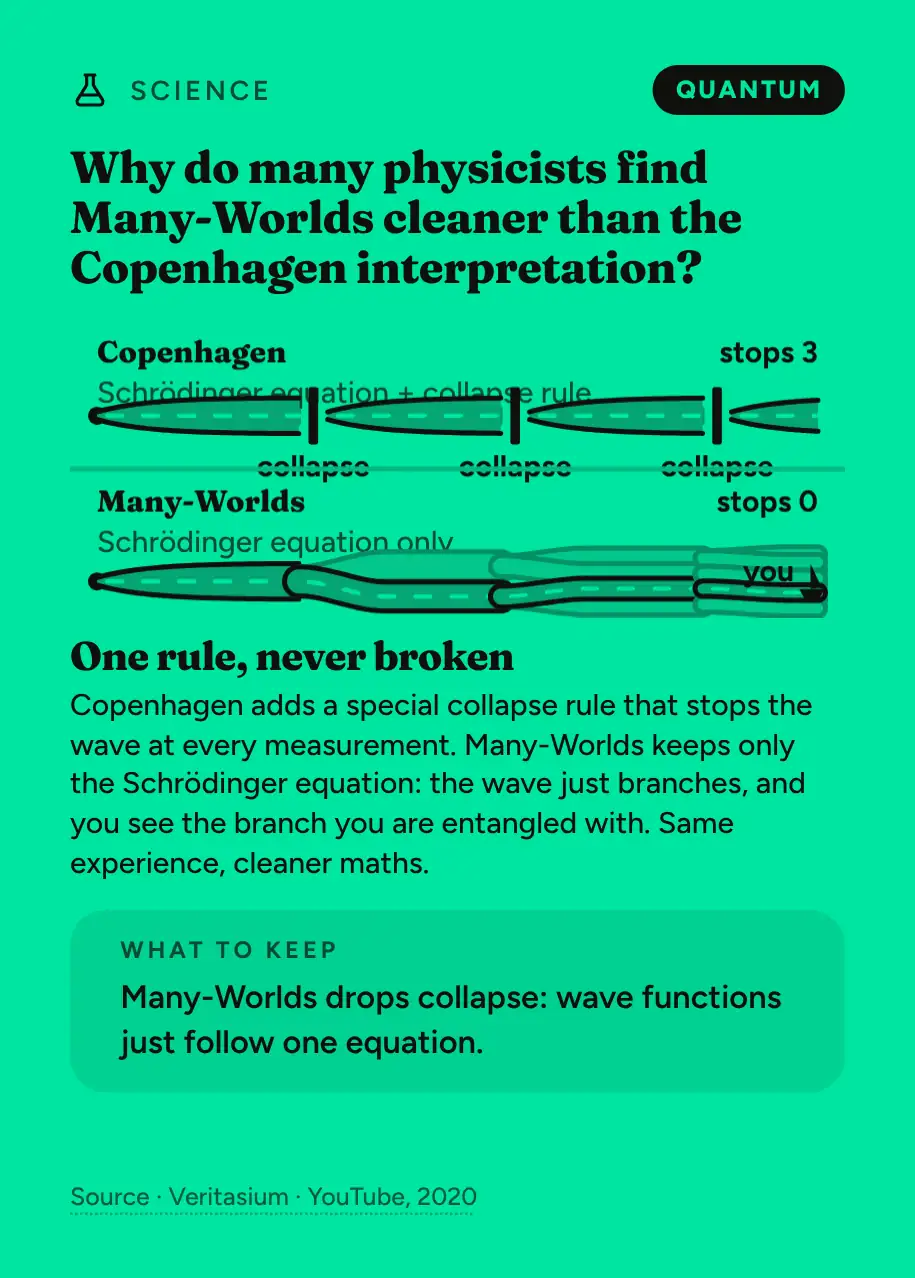 SCIENCE
QUANTUM
Why do many physicists find
Many-Worlds cleaner than the
Copenhagen interpretation?
Copenhagen
stops 3
Schrödinger equation + collapse rule
collapse collapse collapse
Many-Worlds
stops 0
Schrödinger equation only
you
One rule, never broken
Copenhagen adds a special collapse rule that stops the
wave at every measurement. Many-Worlds keeps only
the Schrödinger equation: the wave just branches, and
you see the branch you are entangled with. Same
experience, cleaner maths.
WHAT TO KEEP
Many-Worlds drops collapse: wave functions
just follow one equation.
Source · Veritasium · YouTube, 2020